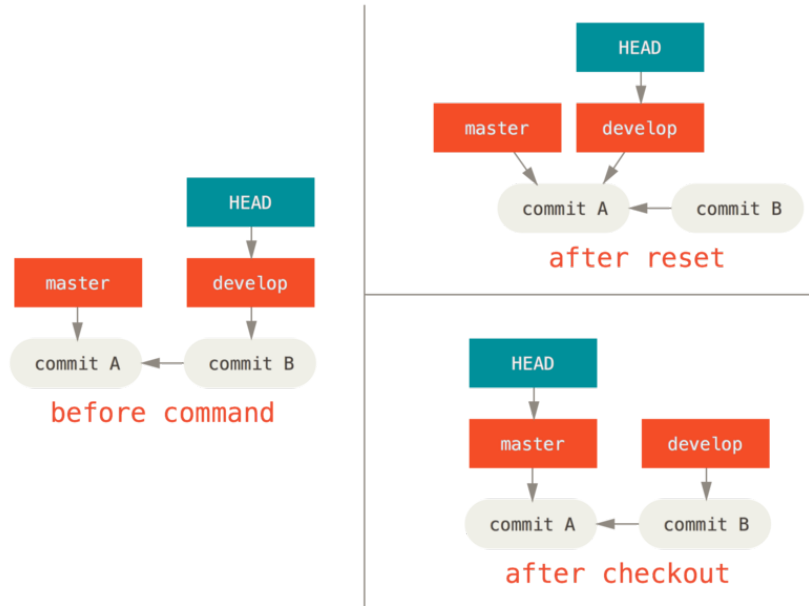 HEAD
master
develop
commit A
commit B
before command
HEAD
master
develop
commit A
commit B
after reset
HEAD
master
develop
commit A
commit B
after checkout